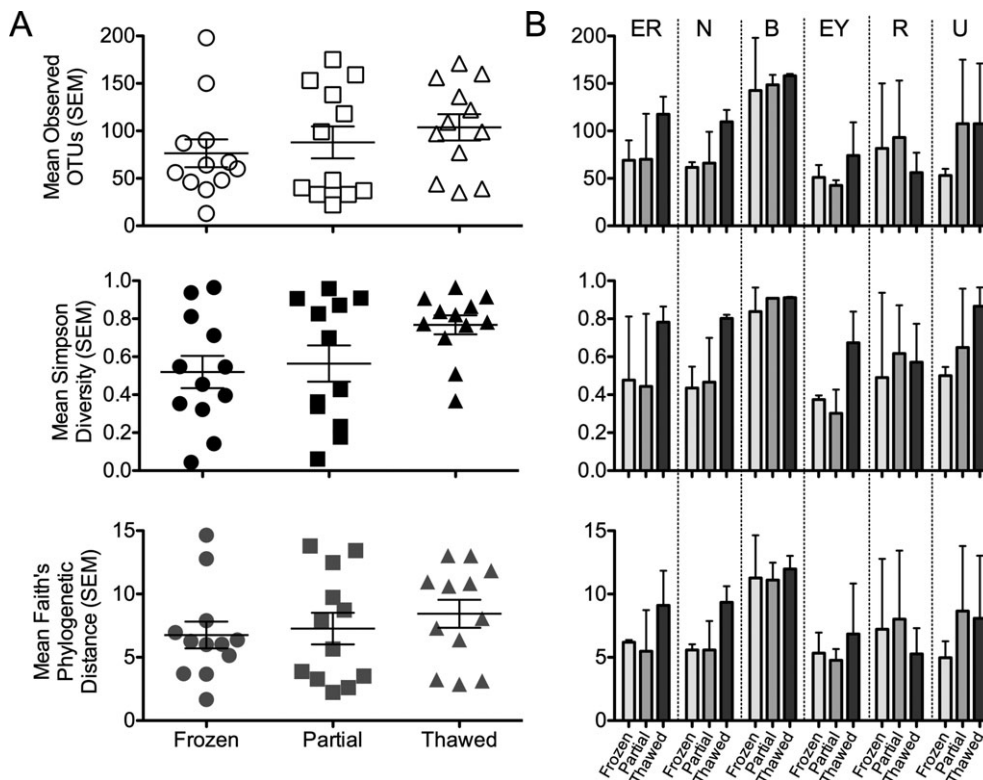 A
B
Mean Observed
OTUs (SEM)
200
150
100
50
0
ER N B EY R U
200
150
100
50
0
Mean Simpson
Diversity (SEM)
1.0
0.8
0.6
0.4
0.2
0.0
1.0
0.8
0.6
0.4
0.2
0.0
Mean Faith's
Phylogenetic
Distance (SEM)
15
10
5
0
Frozen Partial Thawed
15
10
5
0
Frozen Partial Thawed Frozen Partial Thawed Frozen Partial Thawed Frozen Partial Thawed Frozen Partial Thawed Frozen Partial Thawed